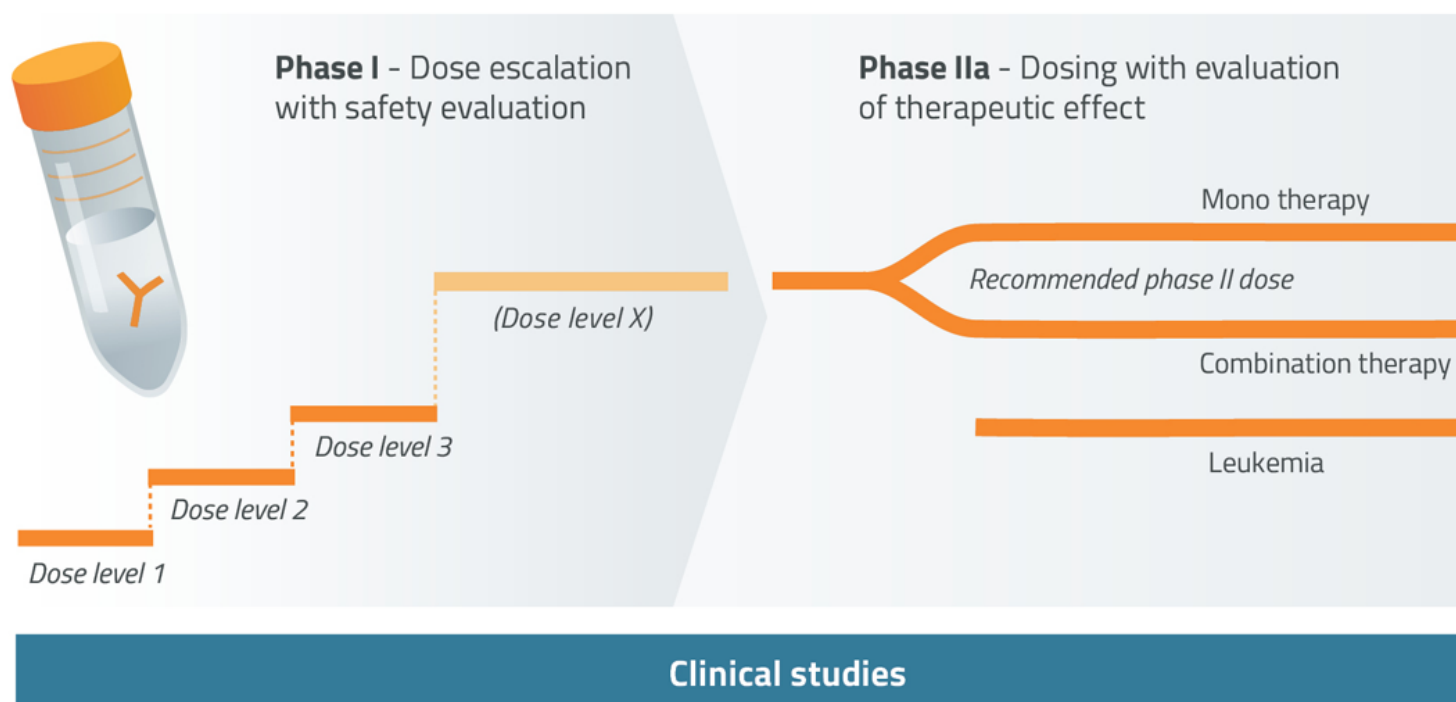 Phase I - Dose escalation
with safety evaluation
Phase IIa - Dosing with evaluation
of therapeutic effect
Mono therapy
Recommended phase II dose
(Dose level X)
Combination therapy
Dose level 3
Leukemia
Dose level 2
Dose level 1
Clinical studies